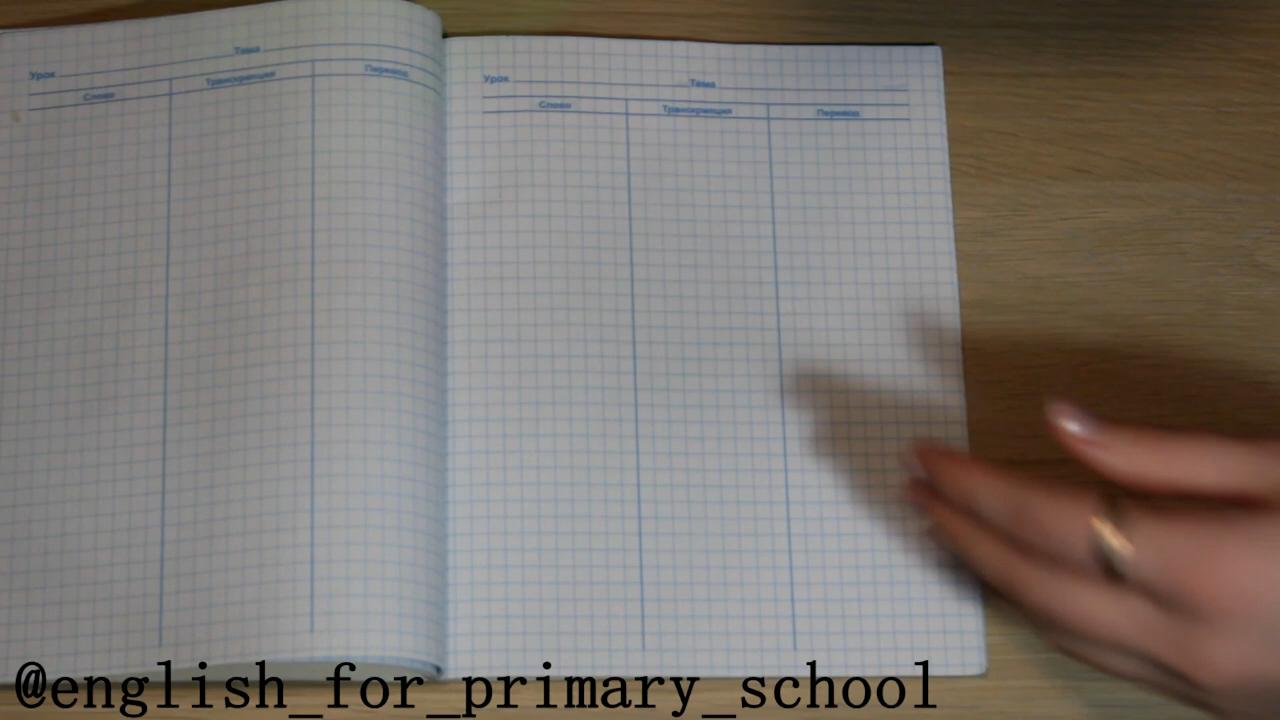 Тема
Урок
Слово Транскрипция Перевод
Урок Тема
Слово Транскрипция Перевод
@english_for_primary_school